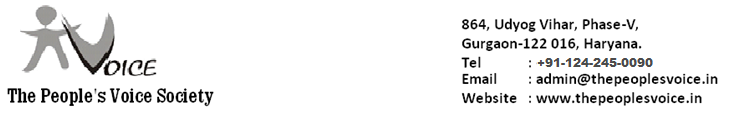 VOICE
The People's Voice Society
864, Udyog Vihar, Phase-V,
Gurgaon-122 016, Haryana.
Tel : +91-124-245-0090
Email : admin@thepeoplesvoice.in
Website : www.thepeoplesvoice.in